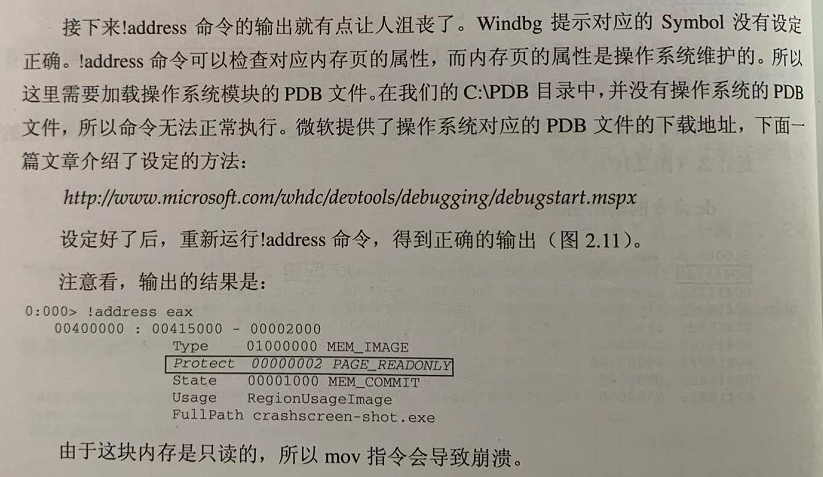 接下来!address 命令的输出就有点让人沮丧了。Windbg 提示对应的 Symbol 没有设定
正确。!address 命令可以检查对应内存页的属性，而内存页的属性是操作系统维护的。所以
这里需要加载操作系统模块的 PDB 文件。在我们的 C:\PDB 目录中，并没有操作系统的 PDB
文件，所以命令无法正常执行。微软提供了操作系统对应的 PDB 文件的下载地址，下面一
篇文章介绍了设定的方法：
http://www.microsoft.com/whdc/devtools/debugging/debugstart.mspx
设定好了后，重新运行!address 命令，得到正确的输出（图 2.11）。
注意看，输出的结果是：
0:000> !address eax
00400000 : 00415000 - 00002000
Type 01000000 MEM_IMAGE
Protect 00000002 PAGE_READONLY
State 00001000 MEM_COMMIT
Usage RegionUsageImage
FullPath crashscreen-shot.exe
由于这块内存是只读的，所以 mov 指令会导致崩溃。